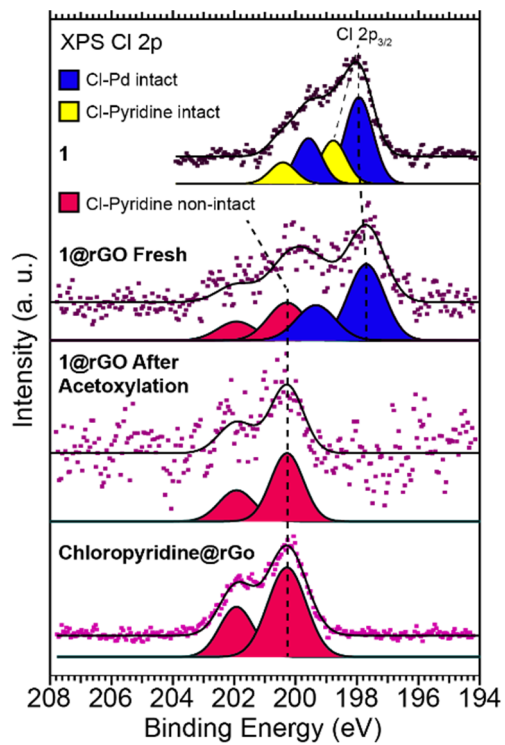 XPS Cl 2p
Cl 2p3/2
Cl-Pd intact
Cl-Pyridine intact
1
Cl-Pyridine non-intact
1@rGO Fresh
1@rGO After
Acetoxylation
Chloropyridine@rGo
Intensity (a. u.)
208 206 204 202 200 198 196 194
Binding Energy (eV)